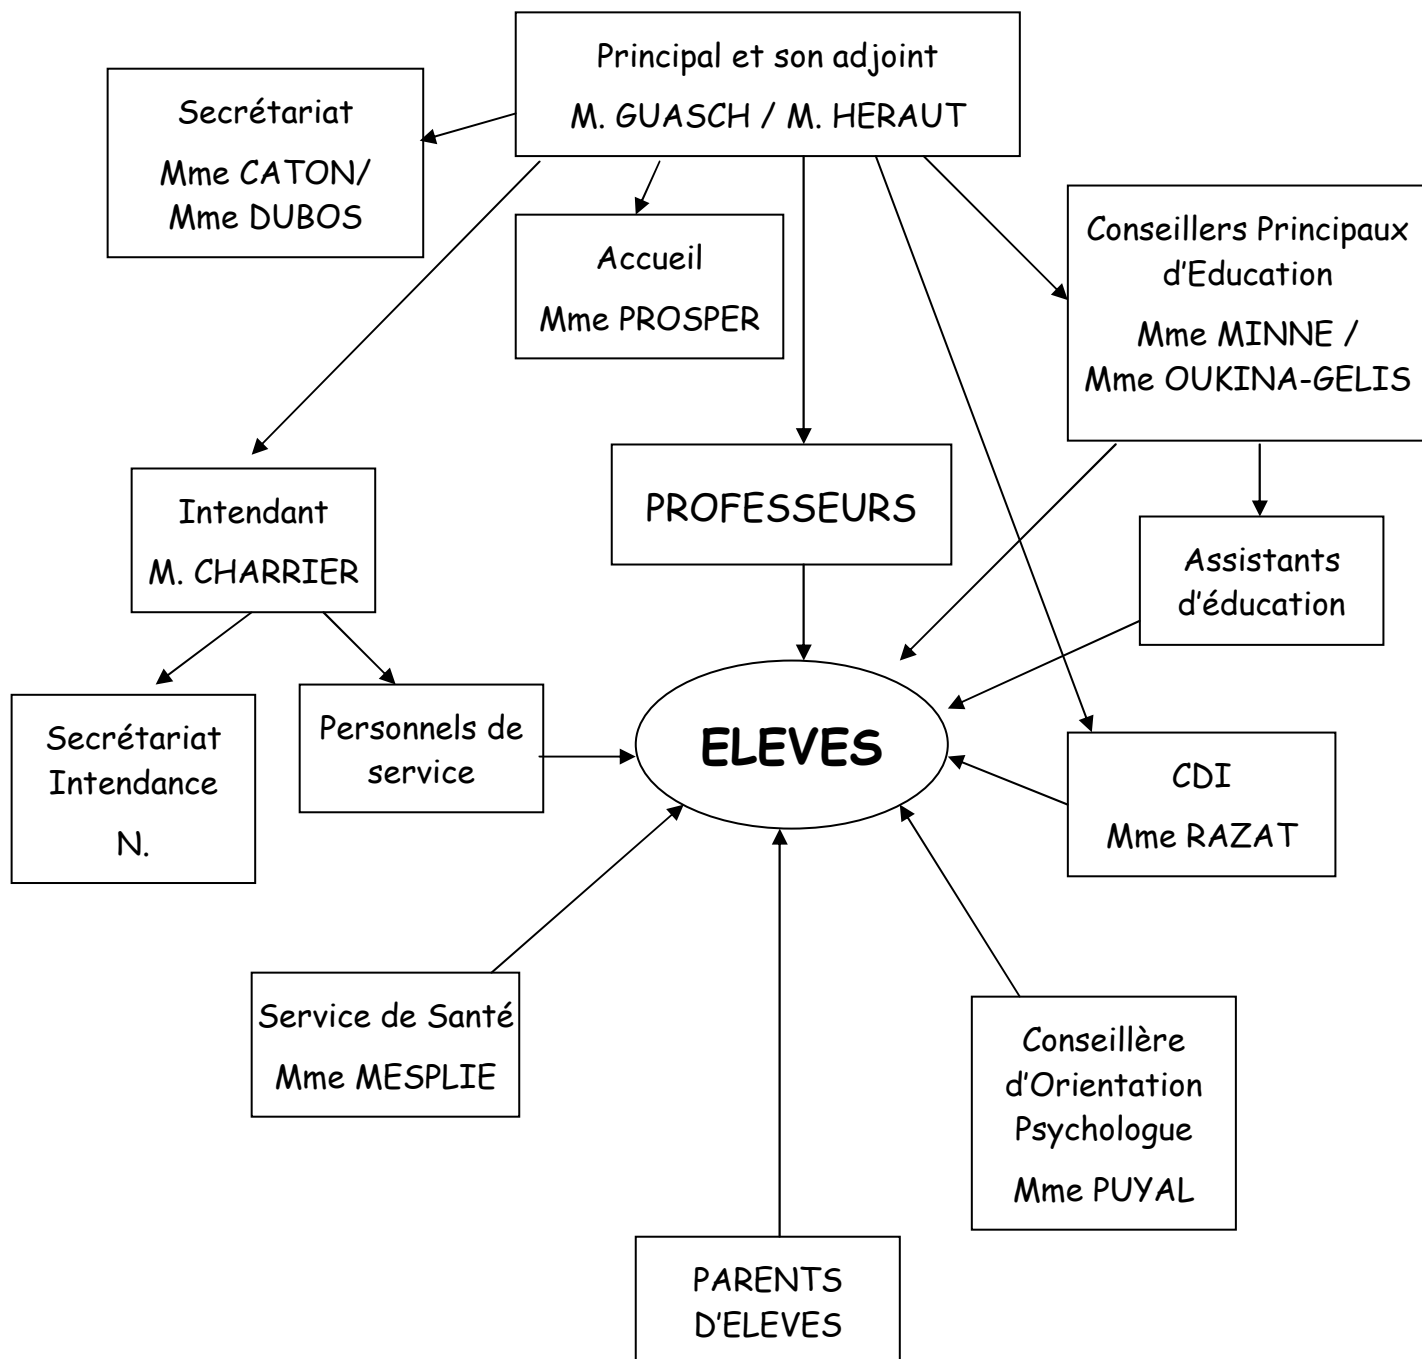 Principal et son adjoint
M. GUASCH / M. HERAUT
Secrétariat
Mme CATON/
Mme DUBOS
Accueil
Mme PROSPER
Conseillers Principaux
d'Education
Mme MINNE /
Mme OUKINA-GELIS
Intendant
M. CHARRIER
PROFESSEURS
Assistants
d'éducation
Secrétariat
Intendance
N.
Personnels de
service
ELEVES
CDI
Mme RAZAT
Service de Santé
Mme MESPLIE
Conseillère
d'Orientation
Psychologue
Mme PUYAL
PARENTS
D'ELEVES